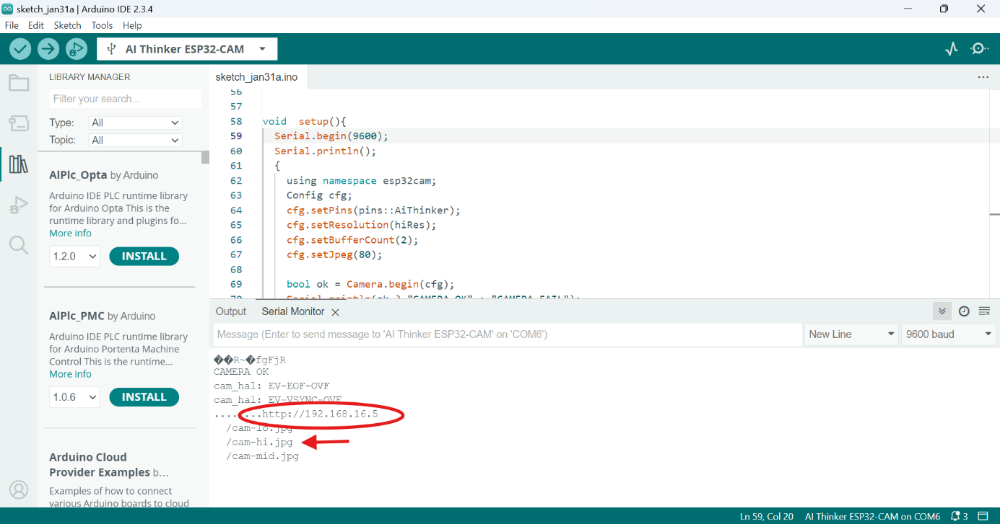 sketch_jan31a | Arduino IDE 2.3.4
File Edit Sketch Tools Help
AI Thinker ESP32-CAM
LIBRARY MANAGER
Filter your search...
Type: All
Topic: All
AlPlc_Opta by Arduino
Arduino IDE PLC runtime library
for Arduino Opta This is the
runtime library and plugins fo...
More info
1.2.0 INSTALL
AlPlc_PMC by Arduino
Arduino IDE PLC runtime library
for Arduino Portenta Machine
Control This is the runtime...
More info
1.0.6 INSTALL
Arduino Cloud
Provider Examples b...
Examples of how to connect
various Arduino boards to cloud
sketch_jan31a.ino
56
57
58 void setup(){
59 Serial.begin(9600);
60 Serial.println();
61 {
62 using namespace esp32cam;
63 Config cfg;
64 cfg.setPins(pins::AiThinker);
65 cfg.setResolution(hiRes);
66 cfg.setBufferCount(2);
67 cfg.setJpeg(80);
68
69 bool ok = Camera.begin(cfg);
70 Serial.println(ok ? "CAMERA OK" : "CAMERA FAIL");
Output Serial Monitor
Message (Enter to send message to 'AI Thinker ESP32-CAM' on 'COM6')
New Line 9600 baud
��R~�fgFjR
CAMERA OK
cam_hal: EV-EOF-OVF
cam_hal: EV-VSYNC-OVF
........http://192.168.16.5
/cam-lo.jpg
/cam-hi.jpg
/cam-mid.jpg
Ln 59, Col 20 AI Thinker ESP32-CAM on COM6 3